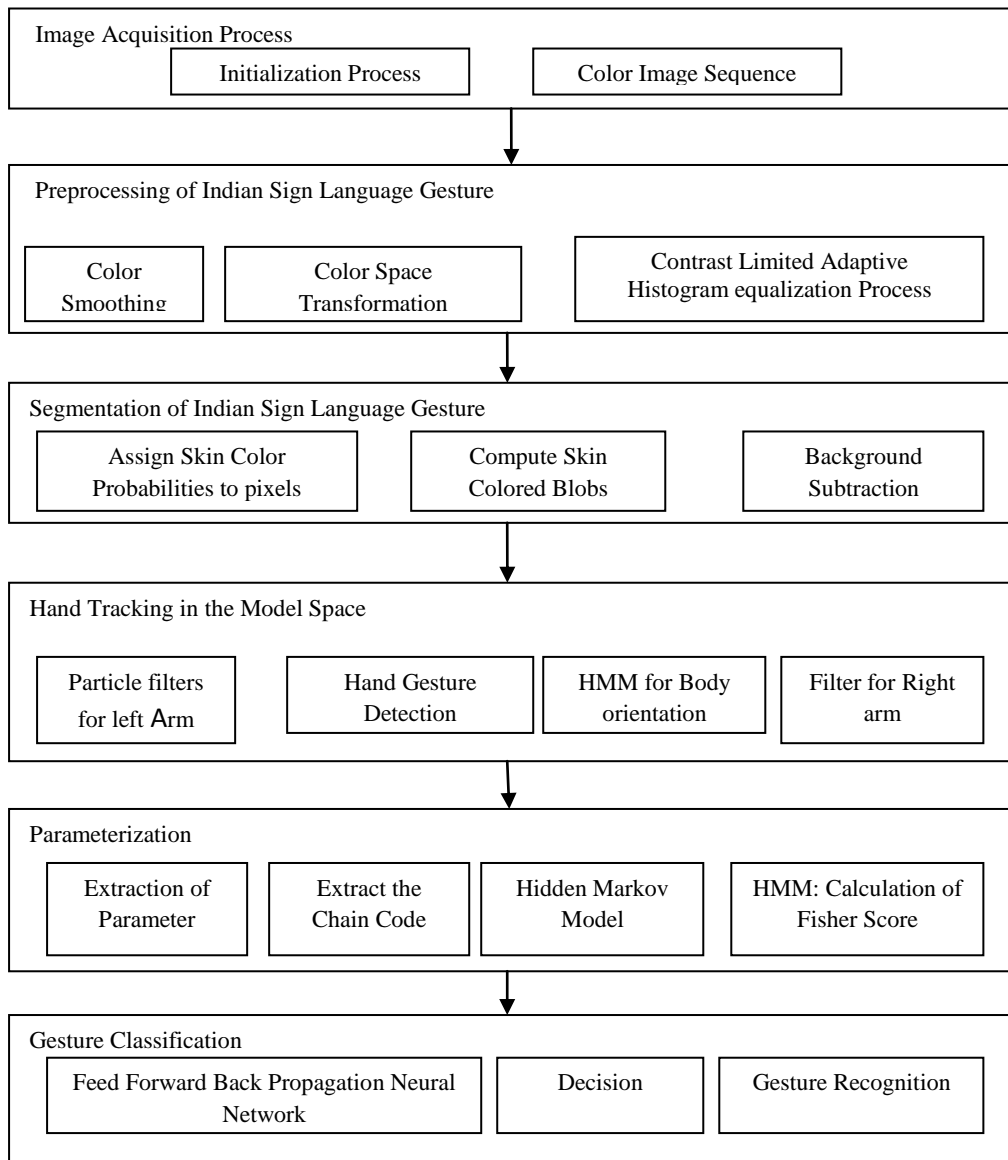 Image Acquisition Process
Initialization Process
Color Image Sequence
Preprocessing of Indian Sign Language Gesture
Color
Smoothing
Color Space
Transformation
Contrast Limited Adaptive
Histogram equalization Process
Segmentation of Indian Sign Language Gesture
Assign Skin Color
Probabilities to pixels
Compute Skin
Colored Blobs
Background
Subtraction
Hand Tracking in the Model Space
Particle filters
for left Arm
Hand Gesture
Detection
HMM for Body
orientation
Filter for Right
arm
Parameterization
Extraction of
Parameter
Extract the
Chain Code
Hidden Markov
Model
HMM: Calculation of
Fisher Score
Gesture Classification
Feed Forward Back Propagation Neural
Network
Decision
Gesture Recognition